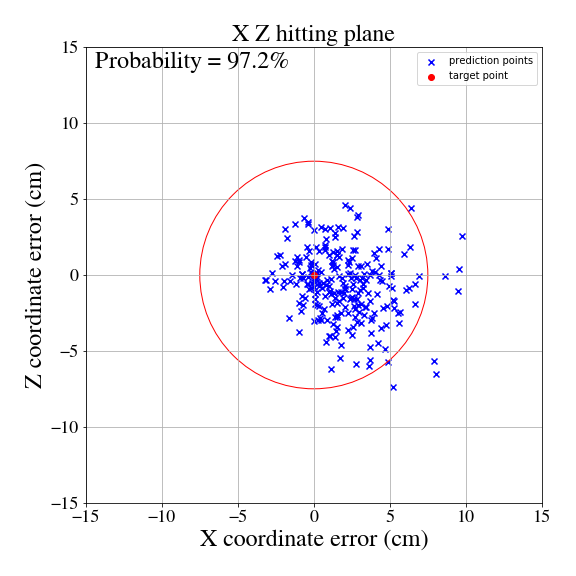 X Z hitting plane
Probability = 97.2%
prediction points
target point
15
10
5
0
−5
−10
−15
Z coordinate error (cm)
−15
−10
−5
0
5
10
15
X coordinate error (cm)